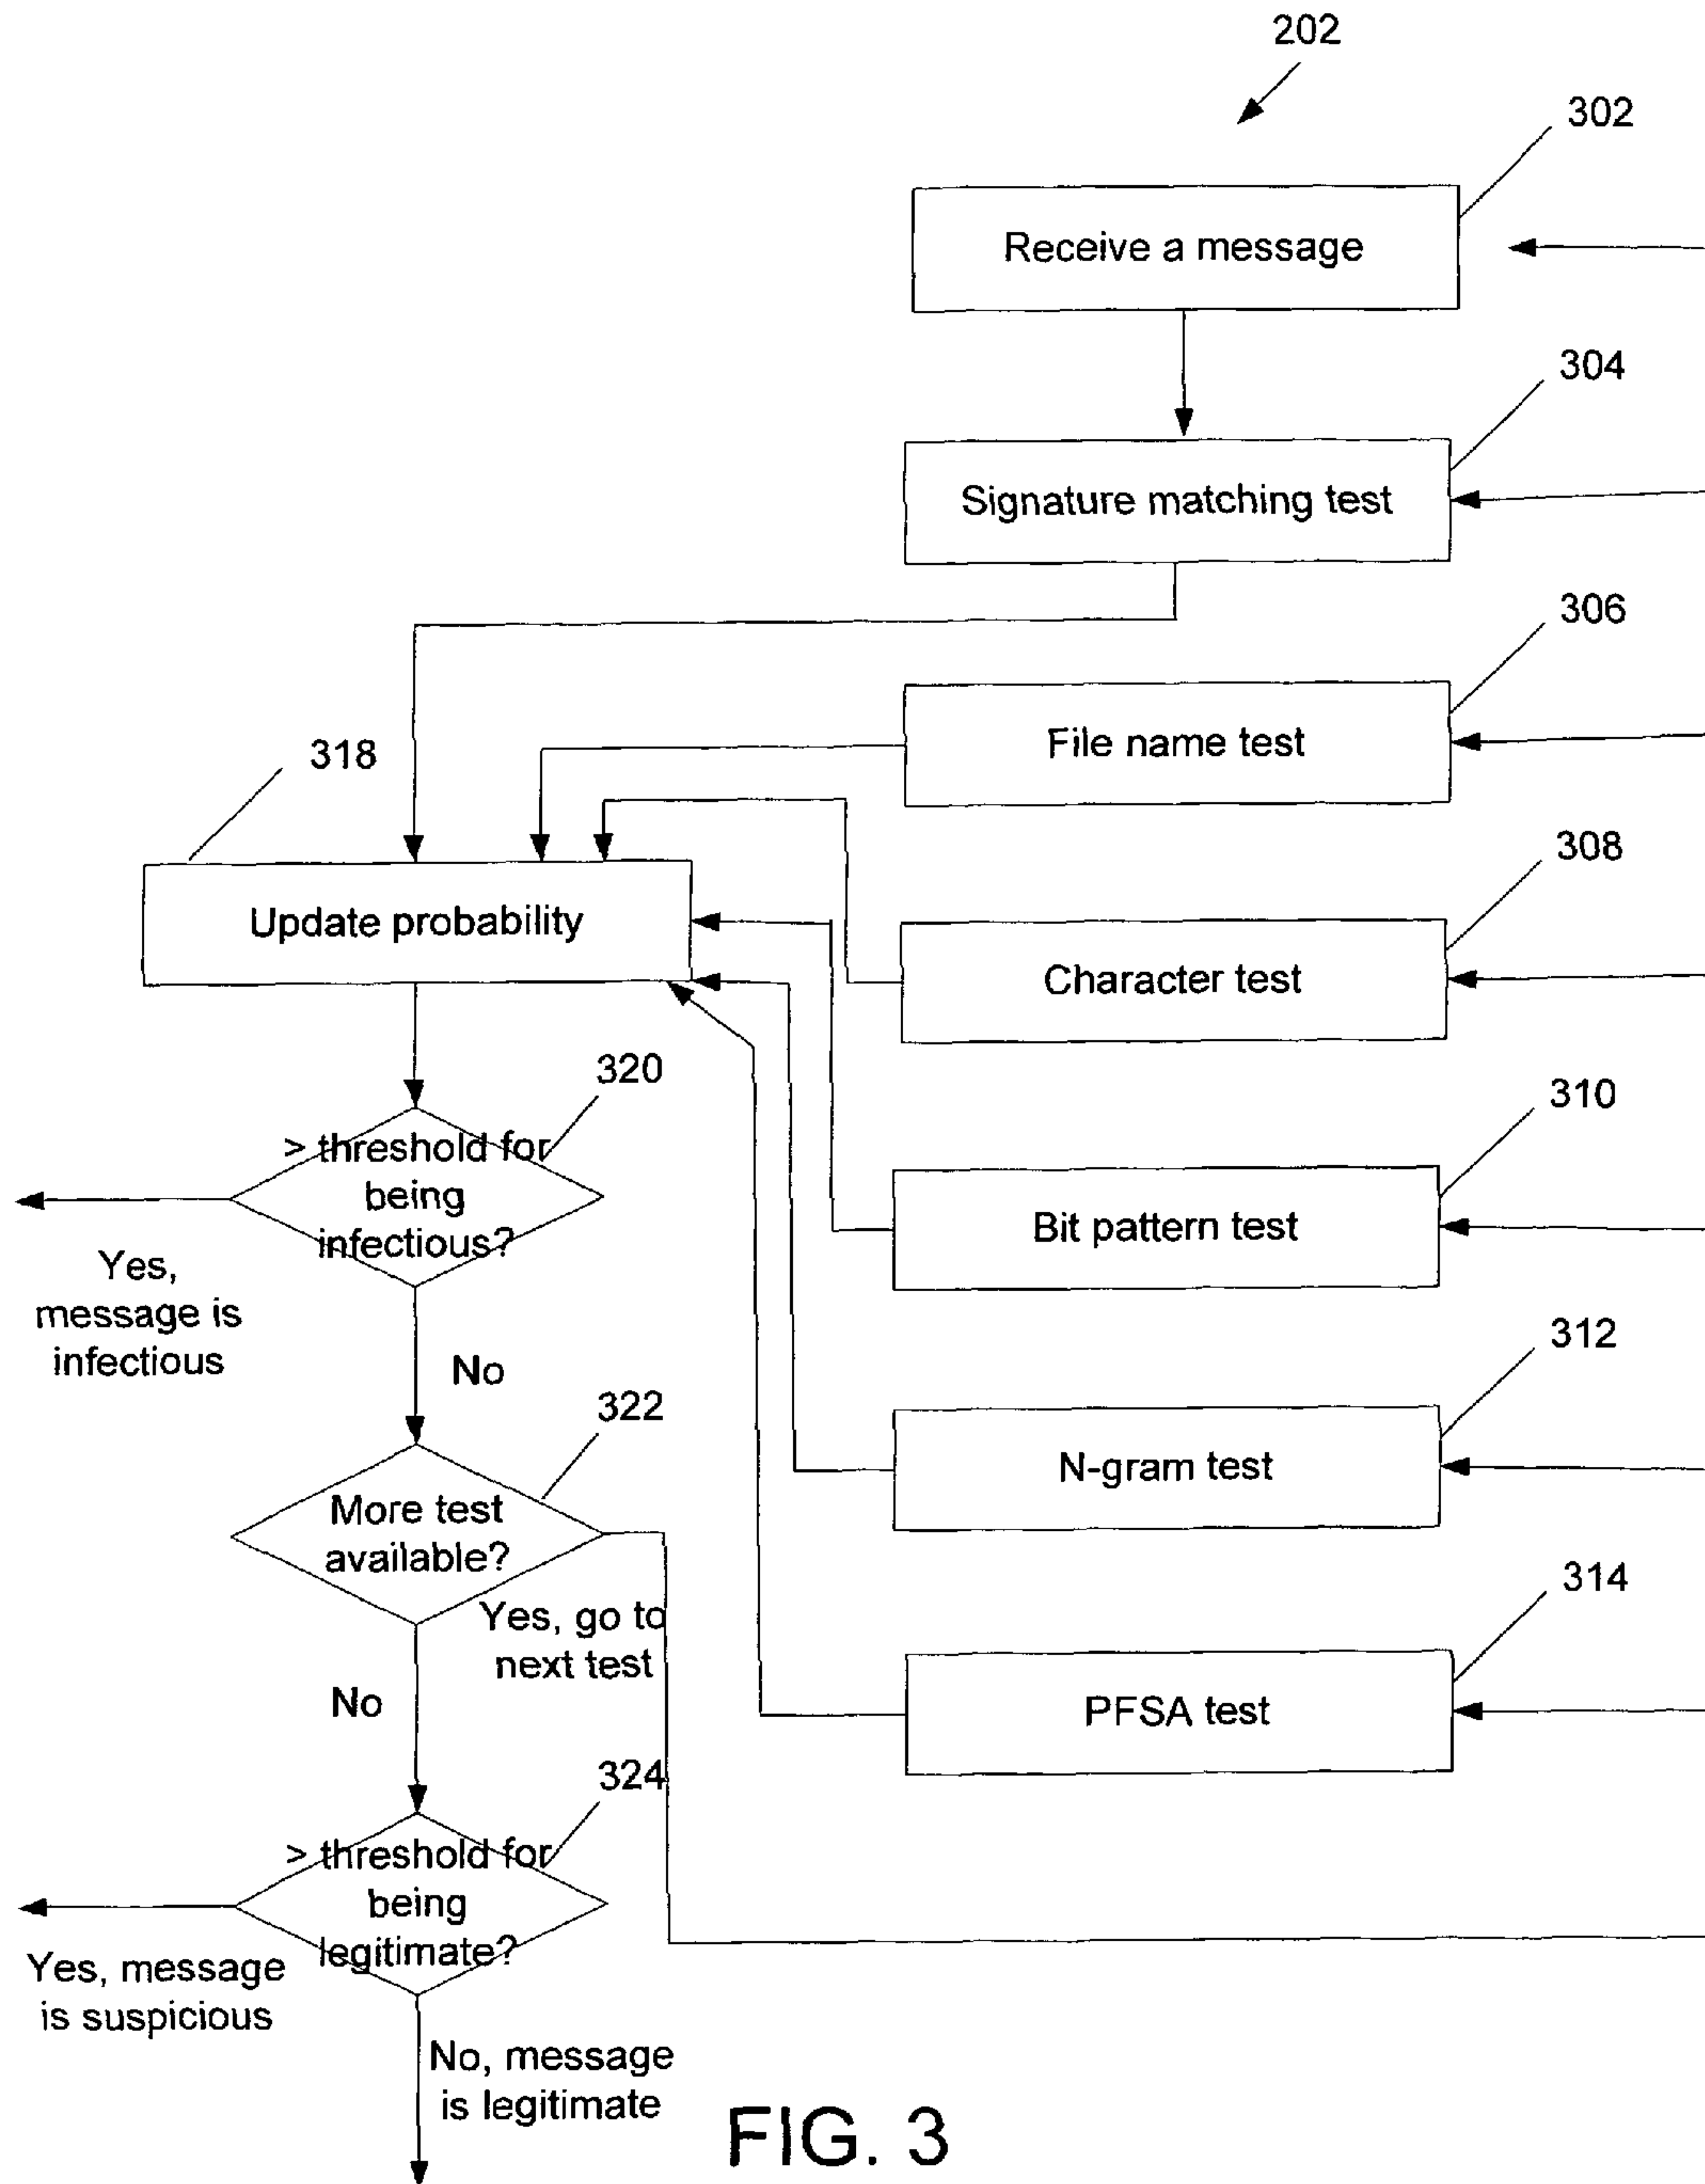 202
302
Receive a message
304
Signature matching test
306
File name test
318
308
Update probability
Character test
320
> threshold for
being
infectious?
310
Bit pattern test
Yes,
message is
infectious
No
312
322
N-gram test
More test
available?
Yes, go to
next test
314
No
PFSA test
324
> threshold for
being
legitimate?
Yes, message
is suspicious
No, message
is legitimate
FIG. 3